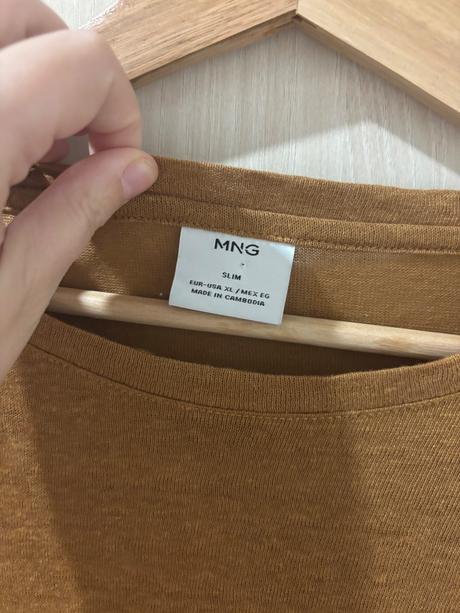 MNG
SLIM
EUR-USA XL / MEX EG
MADE IN CAMBODIA